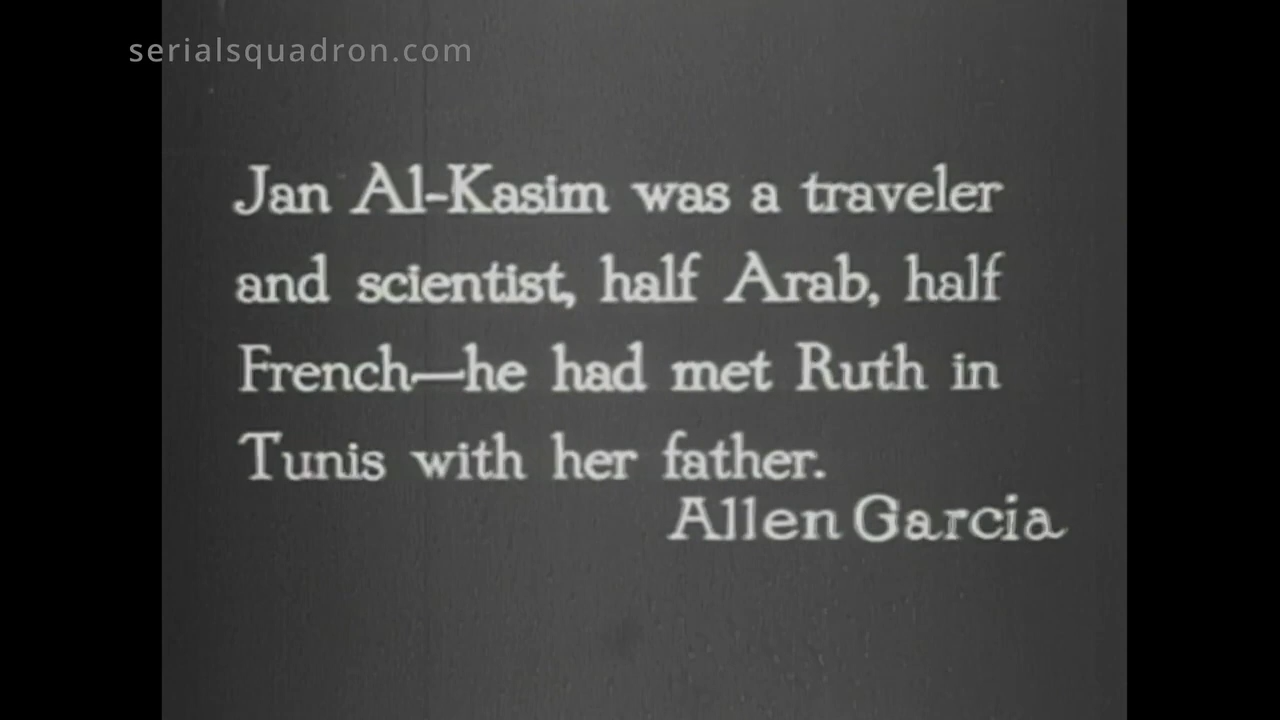 serialsquadron.com
Jan Al-Kasim was a traveler
and scientist, half Arab, half
French—he had met Ruth in
Tunis with her father.
Allen Garcia